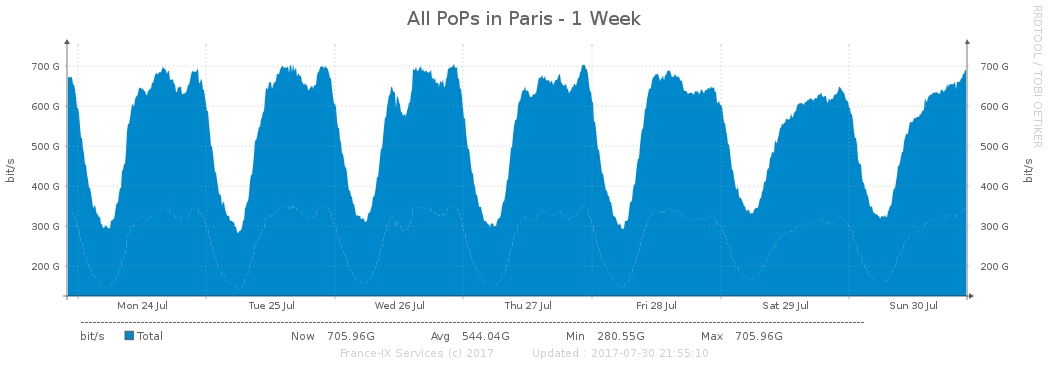 All PoPs in Paris - 1 Week
RRDTOOL / TOBI OETIKER
bit/s
700 G 700 G
600 G 600 G
500 G 500 G
400 G 400 G
300 G 300 G
200 G 200 G
bit/s
Mon 24 Jul Tue 25 Jul Wed 26 Jul Thu 27 Jul Fri 28 Jul Sat 29 Jul Sun 30 Jul
bit/s Total Now 705.96G Avg 544.04G Min 280.55G Max 705.96G
France-IX Services (c) 2017 Updated : 2017-07-30 21:55:10